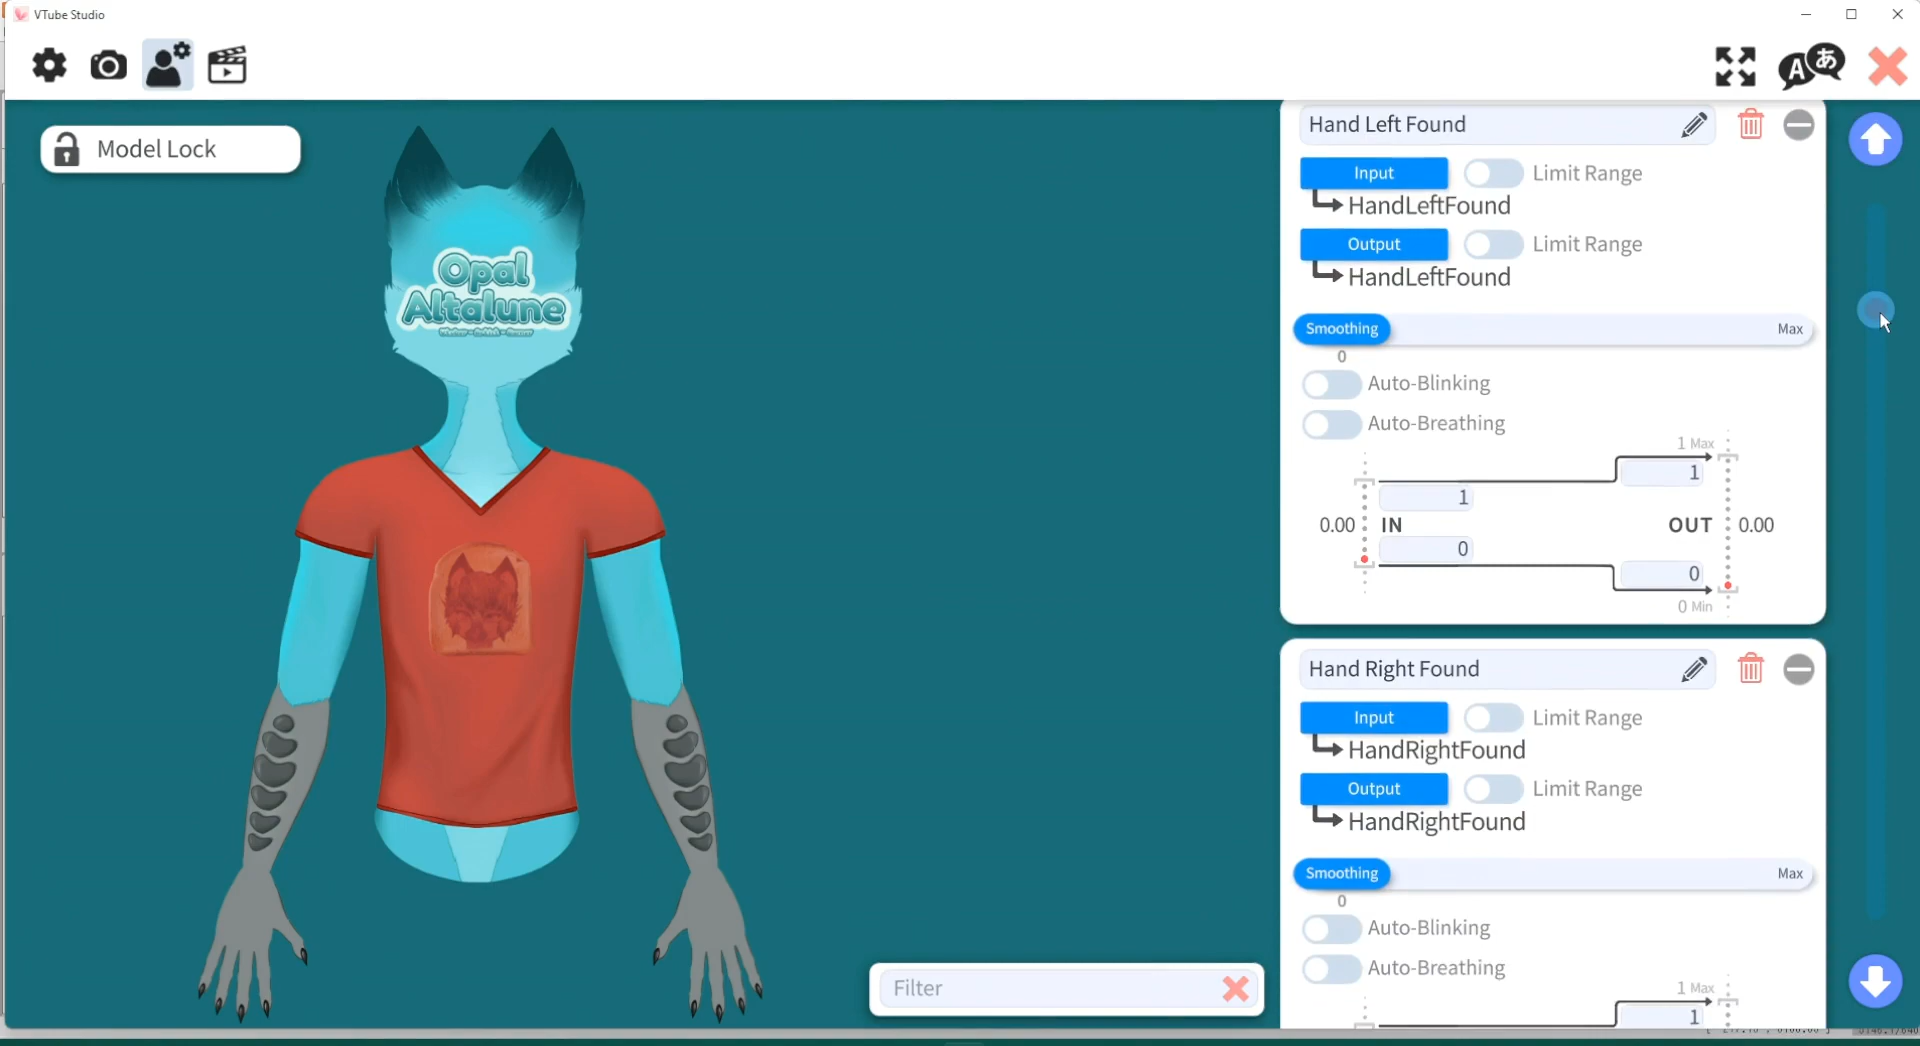 VTube Studio
A あ
Model Lock
Opal
Altalune
Hand Left Found
Input
Limit Range
HandLeftFound
Output
Limit Range
HandLeftFound
Smoothing
Max
0
Auto-Blinking
Auto-Breathing
1 Max
1
1
0.00
IN
OUT
0.00
0
0
0 Min
Hand Right Found
Input
Limit Range
HandRightFound
Output
Limit Range
HandRightFound
Smoothing
Max
0
Auto-Blinking
Auto-Breathing
1 Max
1
Filter